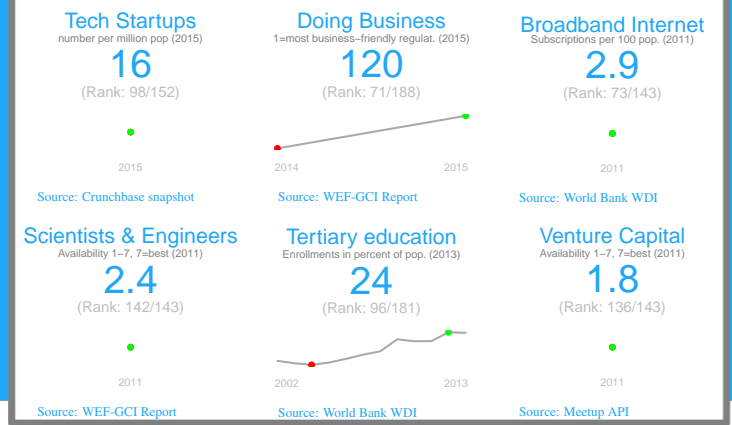 Tech Startups
number per million pop (2015)
16
(Rank: 98/152)
2015
Source: Crunchbase snapshot
Doing Business
1=most business−friendly regulat. (2015)
120
(Rank: 71/188)
2014 2015
Source: WEF-GCI Report
Broadband Internet
Subscriptions per 100 pop. (2011)
2.9
(Rank: 73/143)
2011
Source: World Bank WDI
Scientists & Engineers
Availability 1−7, 7=best (2011)
2.4
(Rank: 142/143)
2011
Source: WEF-GCI Report
Tertiary education
Enrollments in percent of pop. (2013)
24
(Rank: 96/181)
2002 2013
Source: World Bank WDI
Venture Capital
Availability 1−7, 7=best (2011)
1.8
(Rank: 136/143)
2011
Source: Meetup API